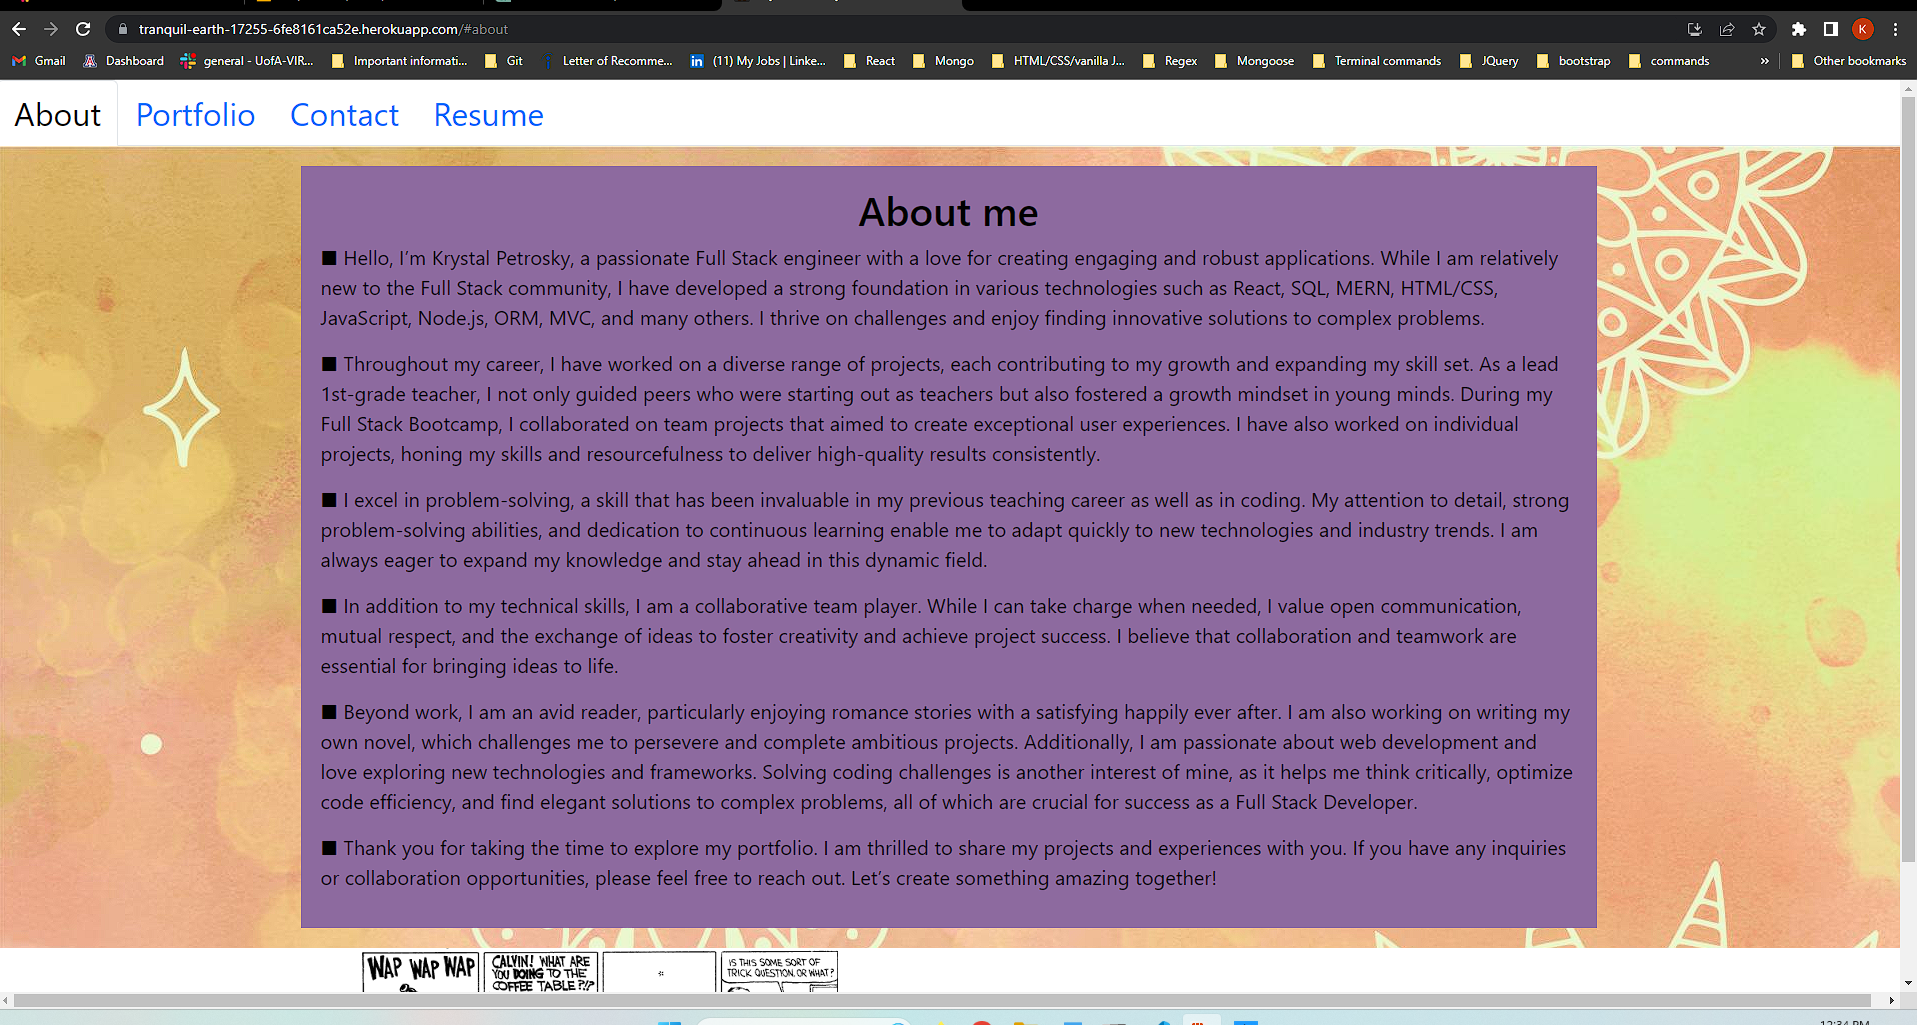 tranquil-earth-17255-6fe8161ca52e.herokuapp.com/#about
K
Gmail Dashboard general - UofA-VIR... Important informati... Git Letter of Recomme... in (11) My Jobs | Linke... React Mongo HTML/CSS/vanilla J... Regex Mongoose Terminal commands JQuery bootstrap commands » Other bookmarks
About Portfolio Contact Resume
About me
■ Hello, I'm Krystal Petrosky, a passionate Full Stack engineer with a love for creating engaging and robust applications. While I am relatively
new to the Full Stack community, I have developed a strong foundation in various technologies such as React, SQL, MERN, HTML/CSS,
JavaScript, Node.js, ORM, MVC, and many others. I thrive on challenges and enjoy finding innovative solutions to complex problems.
■ Throughout my career, I have worked on a diverse range of projects, each contributing to my growth and expanding my skill set. As a lead
1st-grade teacher, I not only guided peers who were starting out as teachers but also fostered a growth mindset in young minds. During my
Full Stack Bootcamp, I collaborated on team projects that aimed to create exceptional user experiences. I have also worked on individual
projects, honing my skills and resourcefulness to deliver high-quality results consistently.
■ I excel in problem-solving, a skill that has been invaluable in my previous teaching career as well as in coding. My attention to detail, strong
problem-solving abilities, and dedication to continuous learning enable me to adapt quickly to new technologies and industry trends. I am
always eager to expand my knowledge and stay ahead in this dynamic field.
■ In addition to my technical skills, I am a collaborative team player. While I can take charge when needed, I value open communication,
mutual respect, and the exchange of ideas to foster creativity and achieve project success. I believe that collaboration and teamwork are
essential for bringing ideas to life.
■ Beyond work, I am an avid reader, particularly enjoying romance stories with a satisfying happily ever after. I am also working on writing my
own novel, which challenges me to persevere and complete ambitious projects. Additionally, I am passionate about web development and
love exploring new technologies and frameworks. Solving coding challenges is another interest of mine, as it helps me think critically, optimize
code efficiency, and find elegant solutions to complex problems, all of which are crucial for success as a Full Stack Developer.
■ Thank you for taking the time to explore my portfolio. I am thrilled to share my projects and experiences with you. If you have any inquiries
or collaboration opportunities, please feel free to reach out. Let's create something amazing together!
WAP WAP WAP
CALVIN! WHAT ARE
YOU DOING TO THE
COFFEE TABLE?!?
IS THIS SOME SORT OF
TRICK QUESTION, OR WHAT?
12:34 PM